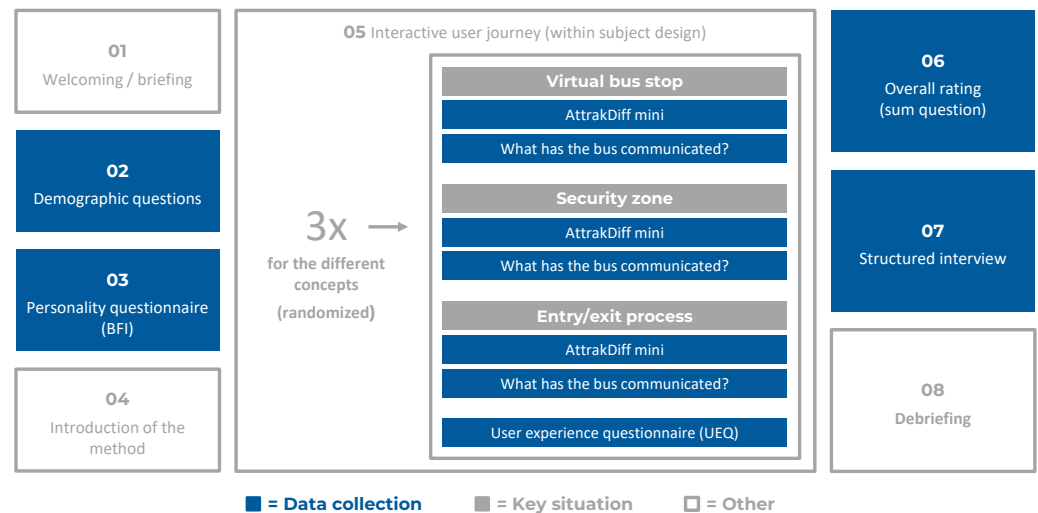 01
Welcoming / briefing
02
Demographic questions
03
Personality questionnaire
(BFI)
04
Introduction of the
method
05 Interactive user journey (within subject design)
3x
for the different
concepts
(randomized)
Virtual bus stop
AttrakDiff mini
What has the bus communicated?
Security zone
AttrakDiff mini
What has the bus communicated?
Entry/exit process
AttrakDiff mini
What has the bus communicated?
User experience questionnaire (UEQ)
06
Overall rating
(sum question)
07
Structured interview
08
Debriefing
= Data collection
= Key situation
= Other